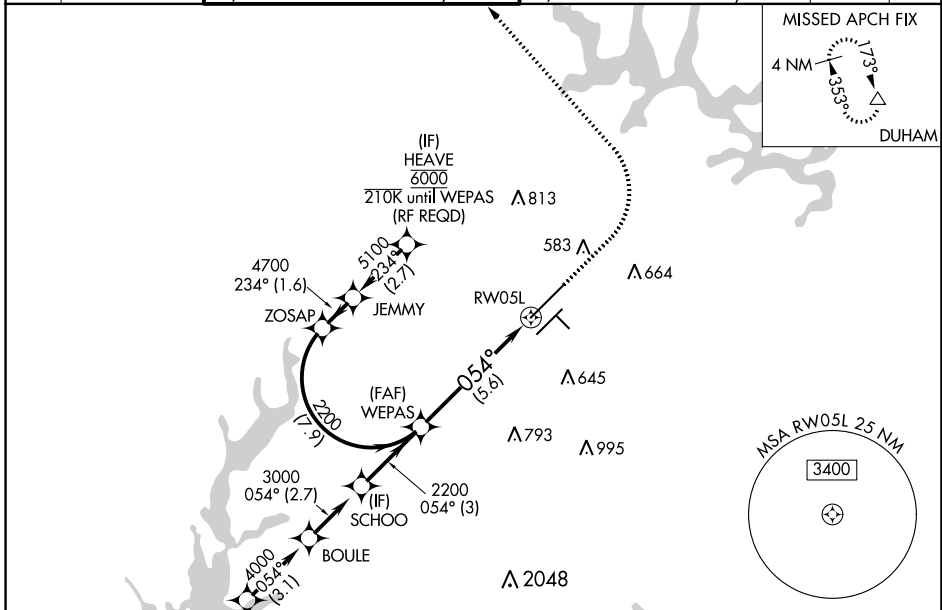 MISSED APCH FIX
4 NM
173°
353°
DUHAM
(IF)
HEAVE
6000
210K until WEPAS
(RF REQD)
813
583
664
5100
234°
(2.7)
4700
234° (1.6)
JEMMY
ZOSAP
RW05L
054°
(5.6)
645
(FAF)
WEPAS
2200
(7.9)
793
995
MSA RW05L 25 NM
3400
3000
054° (2.7)
2200
054° (3)
(IF)
SCHOO
BOULE
4000
054°
(3.1)
2048